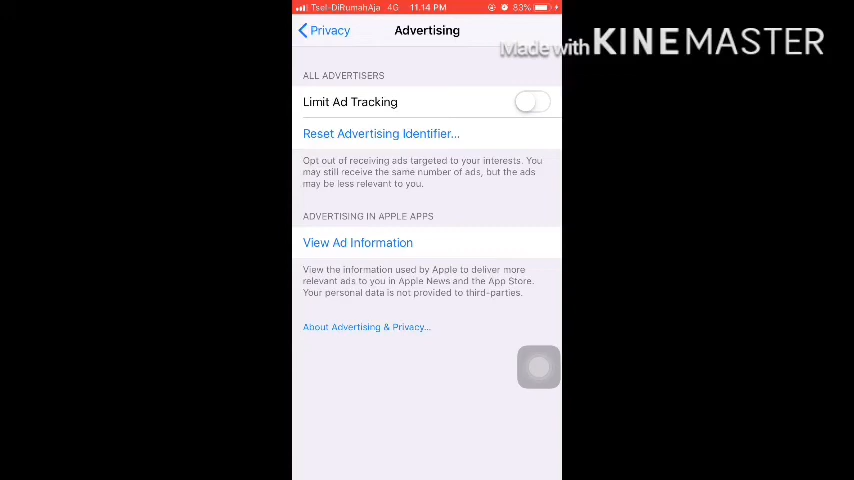 Tsel-DiRumahAja 4G 11.14 PM 83%
Privacy
Advertising
Made with KINEMASTER
ALL ADVERTISERS
Limit Ad Tracking
Reset Advertising Identifier...
Opt out of receiving ads targeted to your interests. You
may still receive the same number of ads, but the ads
may be less relevant to you.
ADVERTISING IN APPLE APPS
View Ad Information
View the information used by Apple to deliver more
relevant ads to you in Apple News and the App Store.
Your personal data is not provided to third-parties.
About Advertising & Privacy...